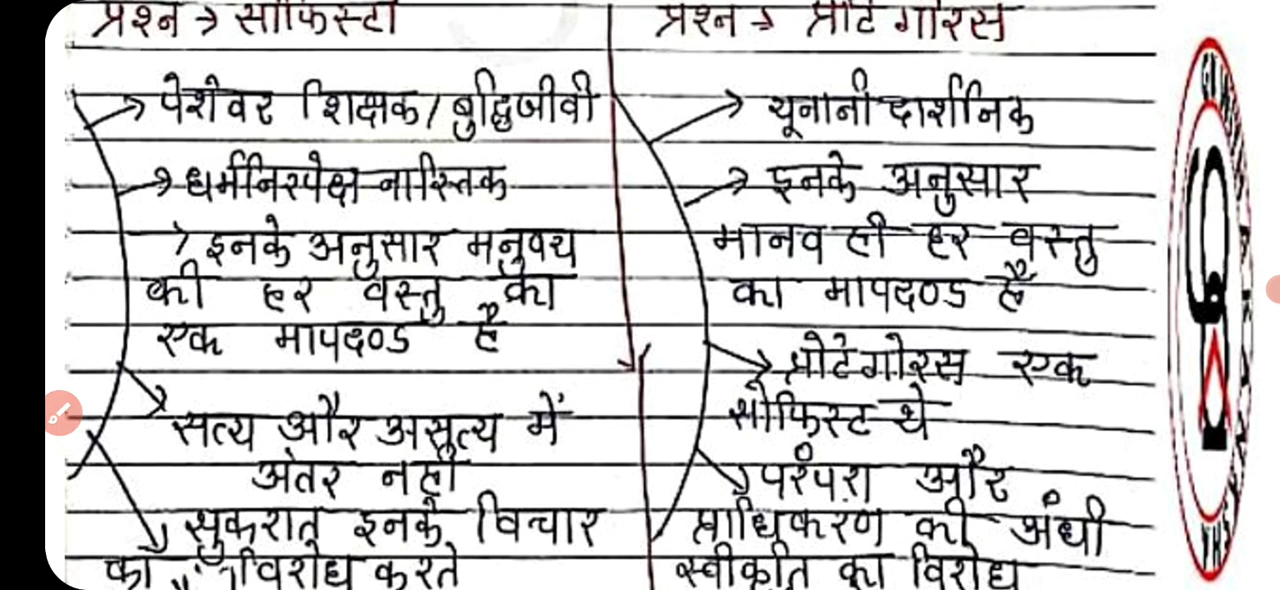 प्रश्न → सोफिस्टो
→ पेशेवर शिक्षक / बुद्धिजीवी
→ धर्मनिरपेक्ष नास्तिक
→ इनके अनुसार मनुष्य
की हर वस्तु का
एक मापदण्ड है
सत्य और असत्य में
अंतर नहीं
सुकरात इनके विचार
का विरोध करते
प्रश्न → प्रोटेगोरस
→ यूनानी दार्शनिक
→ इनके अनुसार
मानव ही हर वस्तु
का मापदण्ड है
→ प्रोटेगोरस एक
सोफिस्ट थे
→ परंपरा और
प्राधिकरण की अंधी
स्वीकृति का विरोध